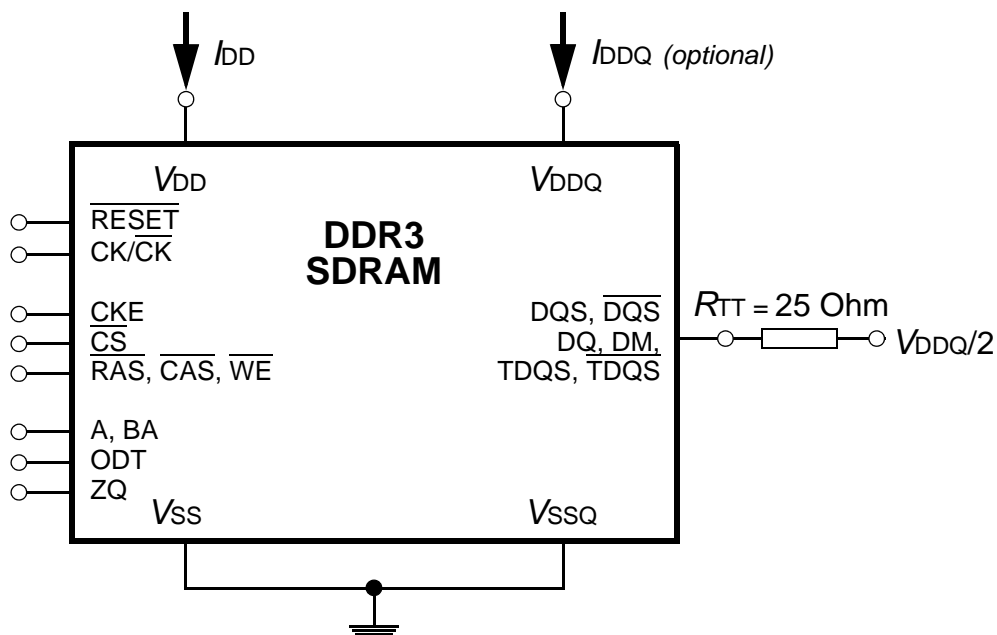 IDD
IDDQ (optional)
VDD
VDDQ
RESET
CK/CK
DDR3
SDRAM
CKE
CS
RAS, CAS, WE
DQS, DQS
DQ, DM,
TDQS, TDQS
RTT = 25 Ohm
VDDQ/2
A, BA
ODT
ZQ
VSS
VSSQ